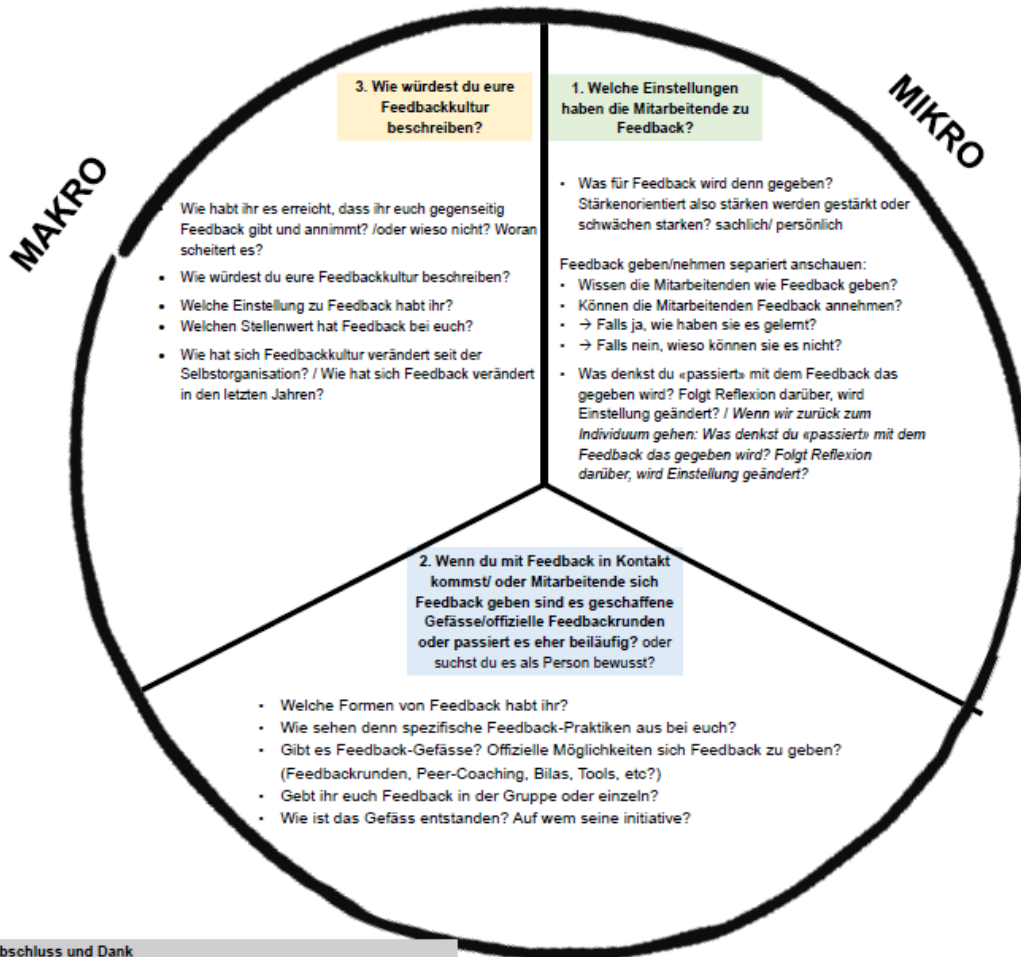 MAKRO
MIKRO
3. Wie würdest du eure
Feedbackkultur
beschreiben?
• Wie habt ihr es erreicht, dass ihr euch gegenseitig
Feedback gibt und annimmt? /oder wieso nicht? Woran
scheitert es?
• Wie würdest du eure Feedbackkultur beschreiben?
• Welche Einstellung zu Feedback habt ihr?
• Welchen Stellenwert hat Feedback bei euch?
• Wie hat sich Feedbackkultur verändert seit der
Selbstorganisation? / Wie hat sich Feedback verändert
in den letzten Jahren?
1. Welche Einstellungen
haben die Mitarbeitende zu
Feedback?
• Was für Feedback wird denn gegeben?
Stärkenorientiert also stärken werden gestärkt oder
schwächen starken? sachlich/ persönlich
Feedback geben/nehmen separiert anschauen:
• Wissen die Mitarbeitenden wie Feedback geben?
• Können die Mitarbeitenden Feedback annehmen?
• → Falls ja, wie haben sie es gelernt?
• → Falls nein, wieso können sie es nicht?
• Was denkst du «passiert» mit dem Feedback das
gegeben wird? Folgt Reflexion darüber, wird
Einstellung geändert? / Wenn wir zurück zum
Individuum gehen: Was denkst du «passiert» mit dem
Feedback das gegeben wird? Folgt Reflexion
darüber, wird Einstellung geändert?
2. Wenn du mit Feedback in Kontakt
kommst/ oder Mitarbeitende sich
Feedback geben sind es geschaffene
Gefässe/offizielle Feedbackrunden
oder passiert es eher beiläufig? oder
suchst du es als Person bewusst?
• Welche Formen von Feedback habt ihr?
• Wie sehen denn spezifische Feedback-Praktiken aus bei euch?
• Gibt es Feedback-Gefässe? Offizielle Möglichkeiten sich Feedback zu geben?
(Feedbackrunden, Peer-Coaching, Bilas, Tools, etc?)
• Gebt ihr euch Feedback in der Gruppe oder einzeln?
• Wie ist das Gefäss entstanden? Auf wem seine initiative?
bschluss und Dank